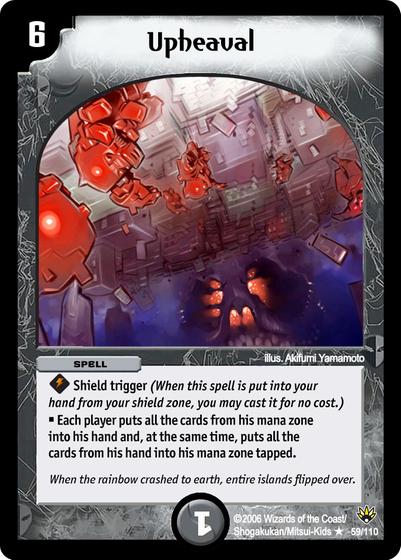 6
Upheaval
illus. Akifumi Yamamoto
SPELL
Shield trigger (When this spell is put into your
hand from your shield zone, you may cast it for no cost.)
▪ Each player puts all the cards from his mana zone
into his hand and, at the same time, puts all the
cards from his hand into his mana zone tapped.
When the rainbow crashed to earth, entire islands flipped over.
1
©2006 Wizards of the Coast/
Shogakukan/Mitsui-Kids ★ 59/110